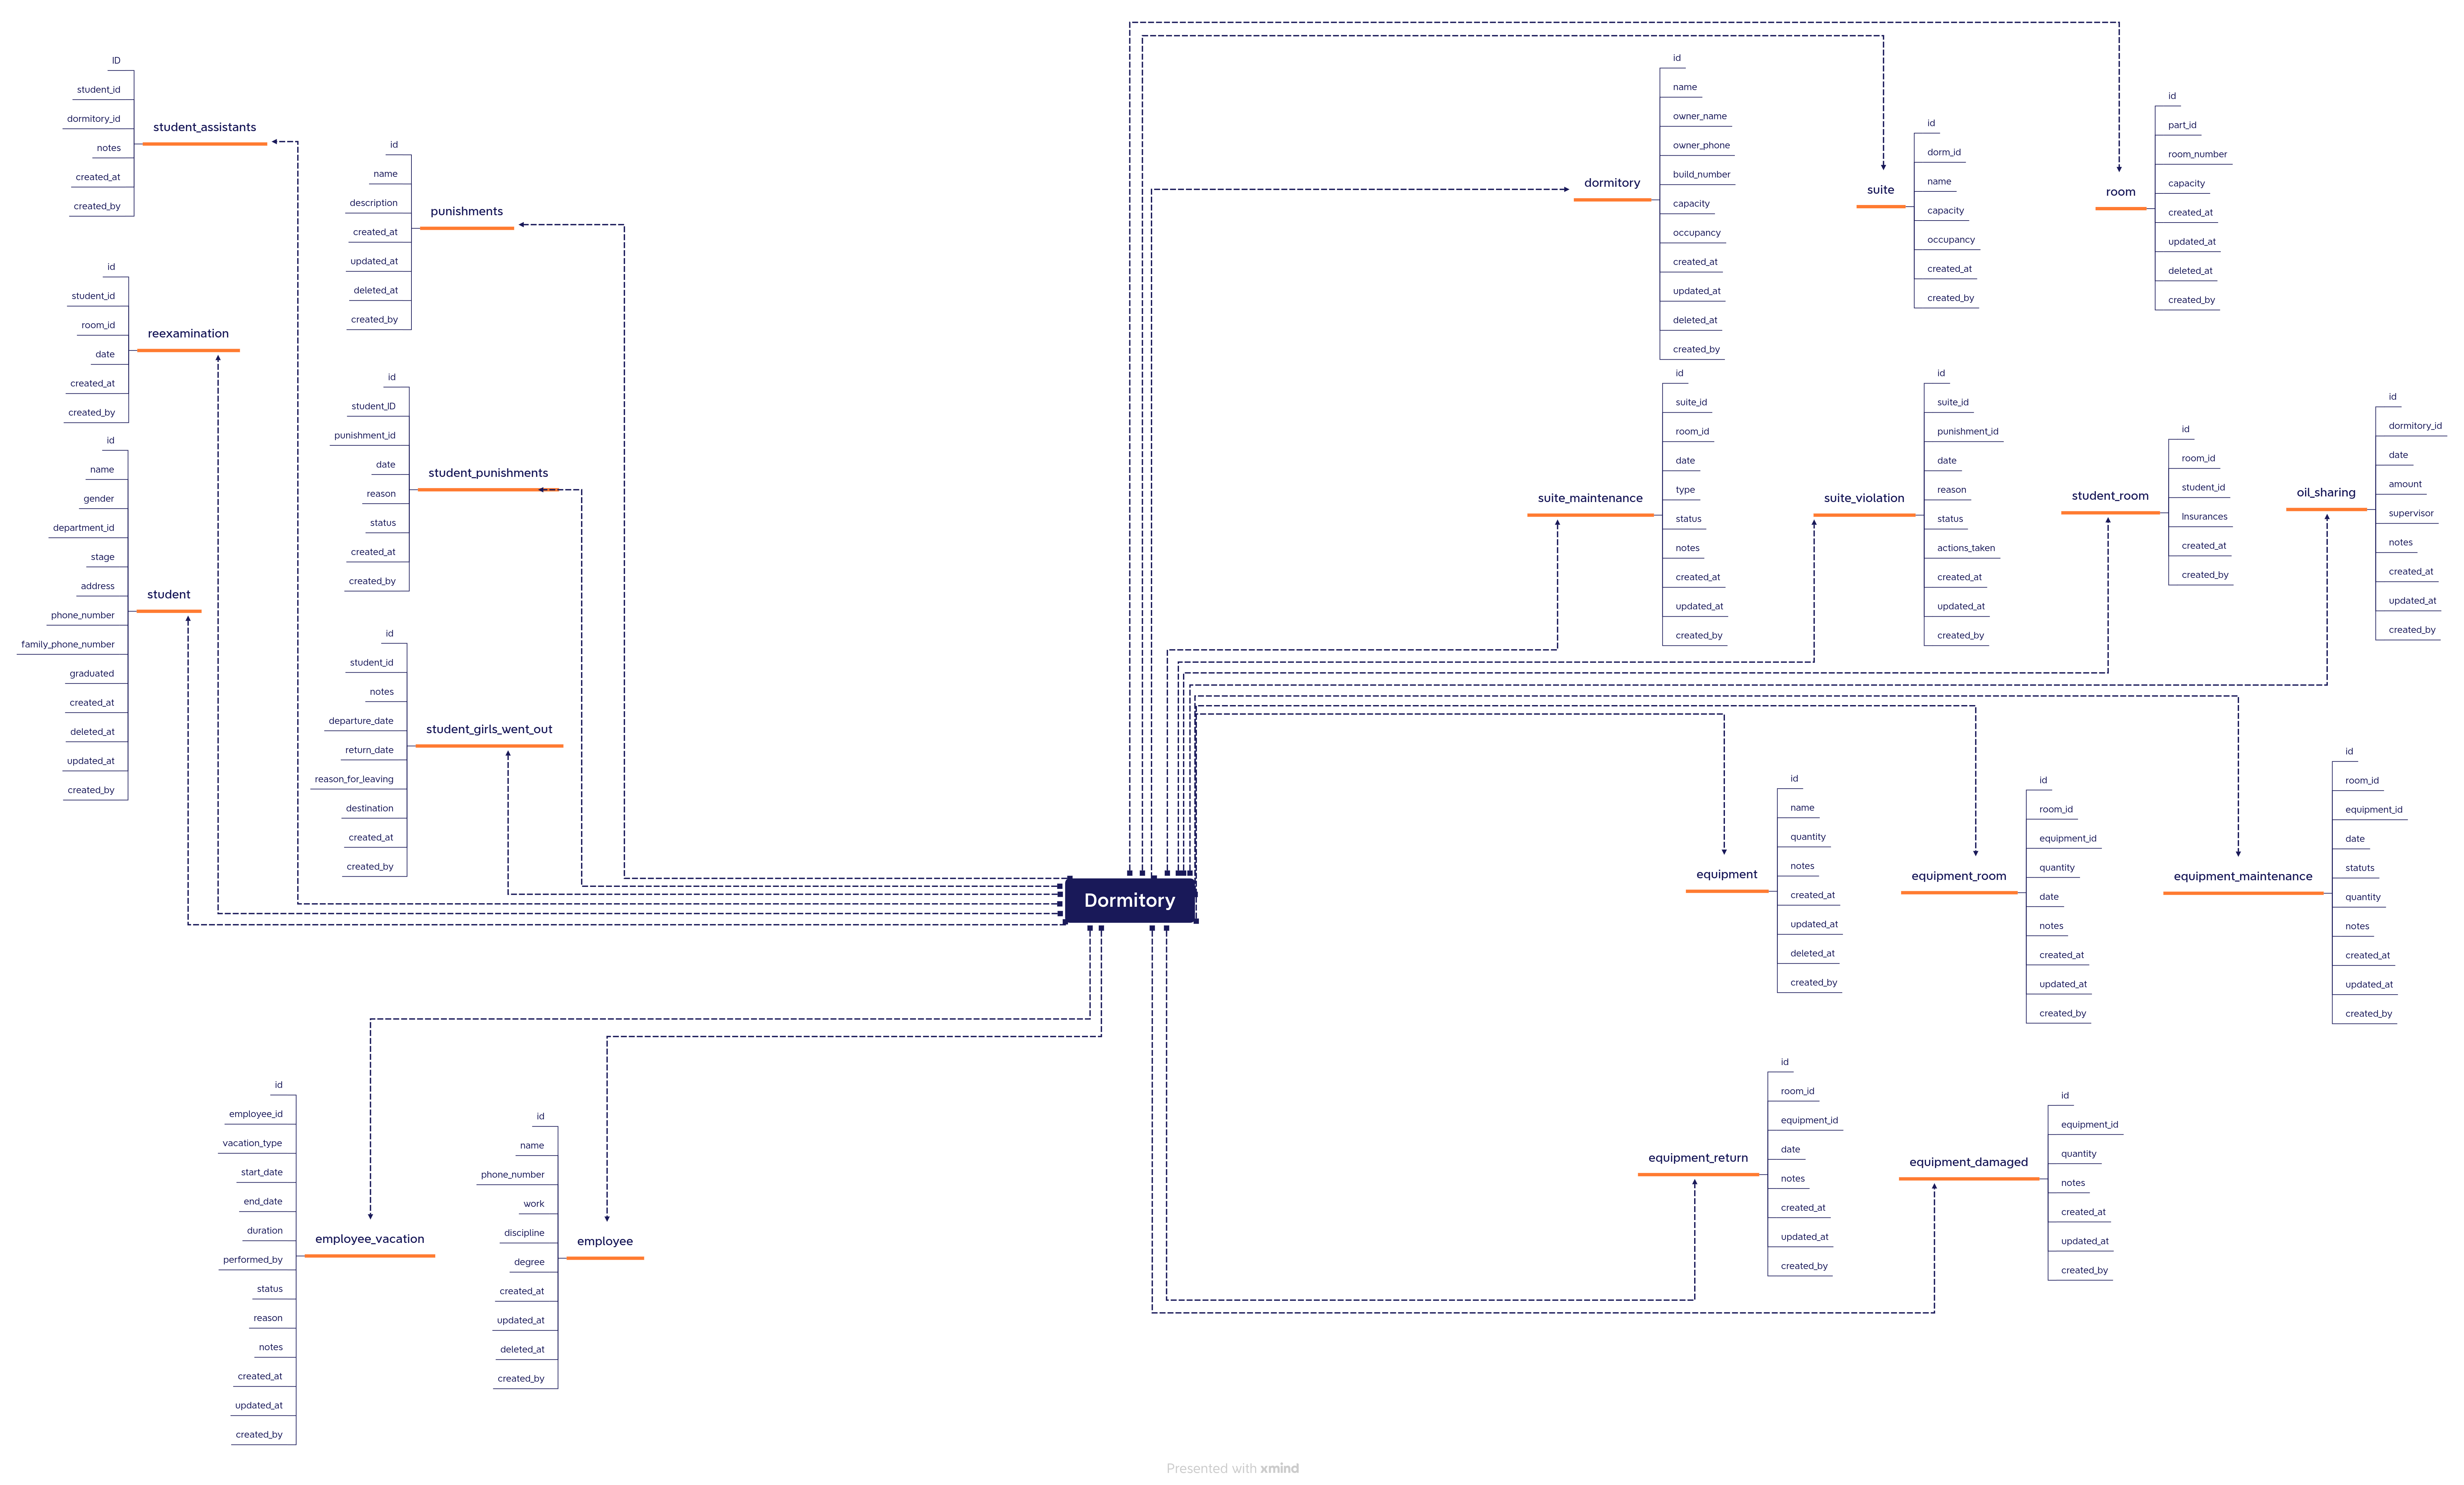 ID
student_id
dormitory_id
notes
created_at
created_by
student_assistants
id
student_id
room_id
date
created_at
created_by
reexamination
id
name
gender
department_id
stage
address
phone_number
family_phone_number
graduated
created_at
deleted_at
updated_at
created_by
student
id
name
description
created_at
updated_at
deleted_at
created_by
punishments
id
student_ID
punishment_id
date
reason
status
created_at
created_by
student_punishments
id
student_id
notes
departure_date
return_date
reason_for_leaving
destination
created_at
created_by
student_girls_went_out
Dormitory
dormitory
id
name
owner_name
owner_phone
build_number
capacity
occupancy
created_at
updated_at
deleted_at
created_by
suite
id
dorm_id
name
capacity
occupancy
created_at
created_by
room
id
part_id
room_number
capacity
created_at
updated_at
deleted_at
created_by
suite_maintenance
id
suite_id
room_id
date
type
status
notes
created_at
updated_at
created_by
suite_violation
id
suite_id
punishment_id
date
reason
status
actions_taken
created_at
updated_at
created_by
student_room
id
room_id
student_id
Insurances
created_at
created_by
oil_sharing
id
dormitory_id
date
amount
supervisor
notes
created_at
updated_at
created_by
equipment
id
name
quantity
notes
created_at
updated_at
deleted_at
created_by
equipment_room
id
room_id
equipment_id
quantity
date
notes
created_at
updated_at
created_by
equipment_maintenance
id
room_id
equipment_id
date
statuts
quantity
notes
created_at
updated_at
created_by
id
employee_id
vacation_type
start_date
end_date
duration
performed_by
status
reason
notes
created_at
updated_at
created_by
employee_vacation
id
name
phone_number
work
discipline
degree
created_at
updated_at
deleted_at
created_by
employee
equipment_return
id
room_id
equipment_id
date
notes
created_at
updated_at
created_by
equipment_damaged
id
equipment_id
quantity
notes
created_at
updated_at
created_by
Presented with xmind